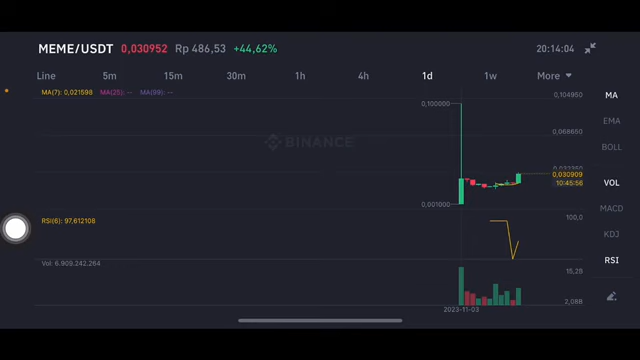 MEME/USDT 0,030952 Rp 486,53 +44,62% 20:14:04
Line 5m 15m 30m 1h 4h 1d 1w More
MA(7): 0,021598 MA(25): -- MA(99): --
0,104950
MA
0,100000
EMA
0,068650
BINANCE
BOLL
0,030909
10:45:56
VOL
0,001000
MACD
RSI(6): 97,612108
100,0
KDJ
Vol: 6.909.242.264
RSI
15,29
2,088
2023-11-03